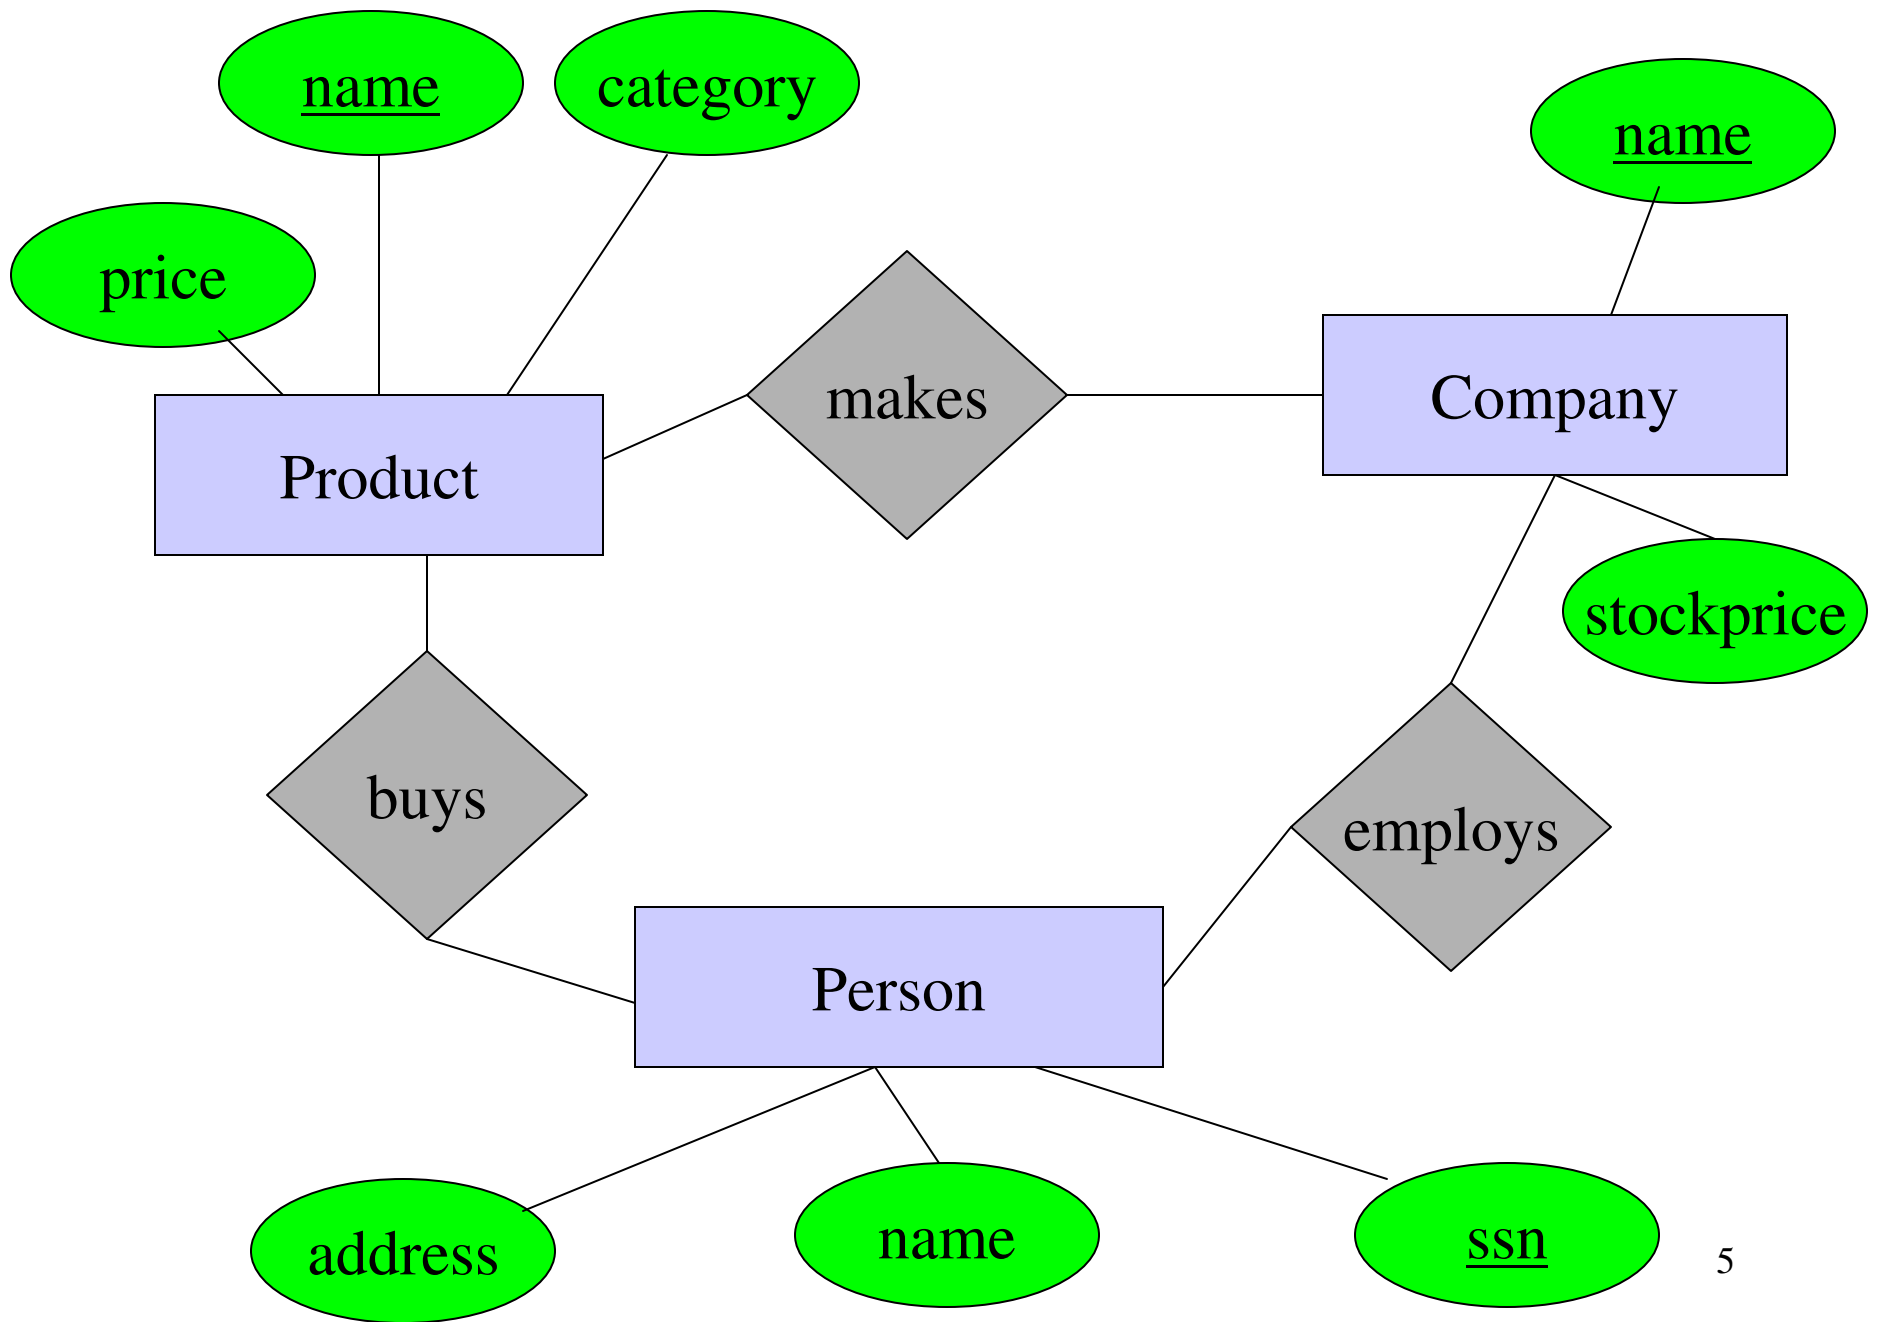 name
category
name
price
makes
Company
Product
stockprice
buys
employs
Person
address
name
ssn
5